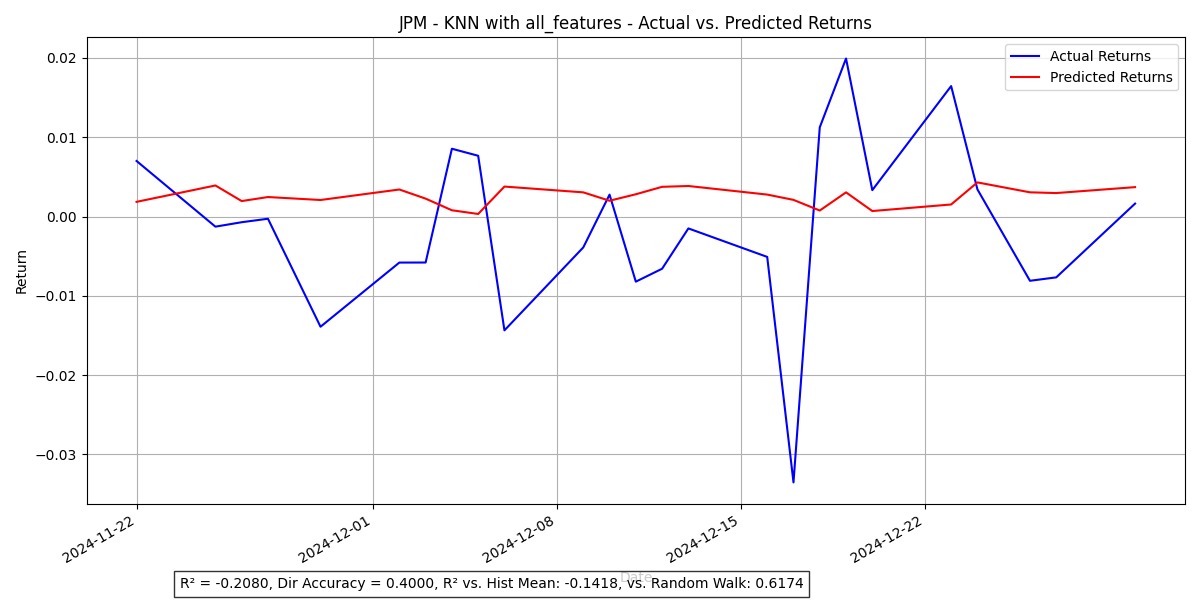 JPM - KNN with all_features - Actual vs. Predicted Returns
Actual Returns
Predicted Returns
0.02
0.01
0.00
−0.01
−0.02
−0.03
Return
2024-11-22
2024-12-01
2024-12-08
2024-12-15
2024-12-22
Date
R² = -0.2080, Dir Accuracy = 0.4000, R² vs. Hist Mean: -0.1418, vs. Random Walk: 0.6174